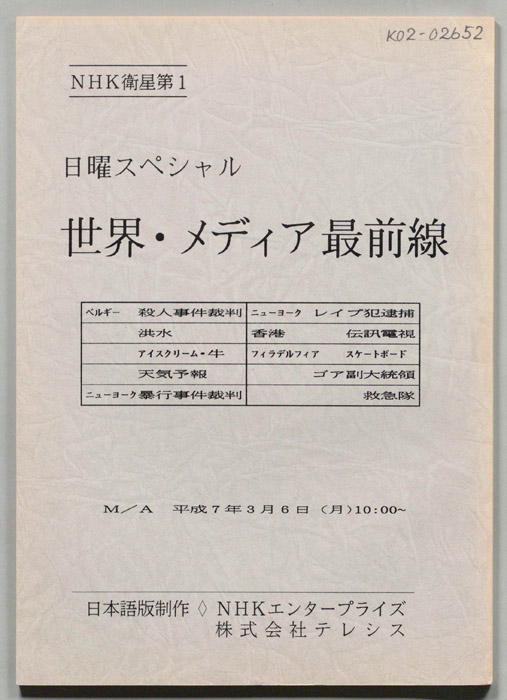 K02-02652
NHK衛星第1
日曜スペシャル
世界・メディア最前線
ベルギー 殺人事件裁判 ニューヨーク レイプ犯逮捕
洪水 香港 伝訊電視
アイスクリーム・牛 フィラデルフィア スケートボード
天気予報 ゴア副大統領
ニューヨーク 暴行事件裁判 救急隊
M/A 平成7年3月6日(月)10:00~
日本語版制作◇NHKエンタープライズ
株式会社テレシス